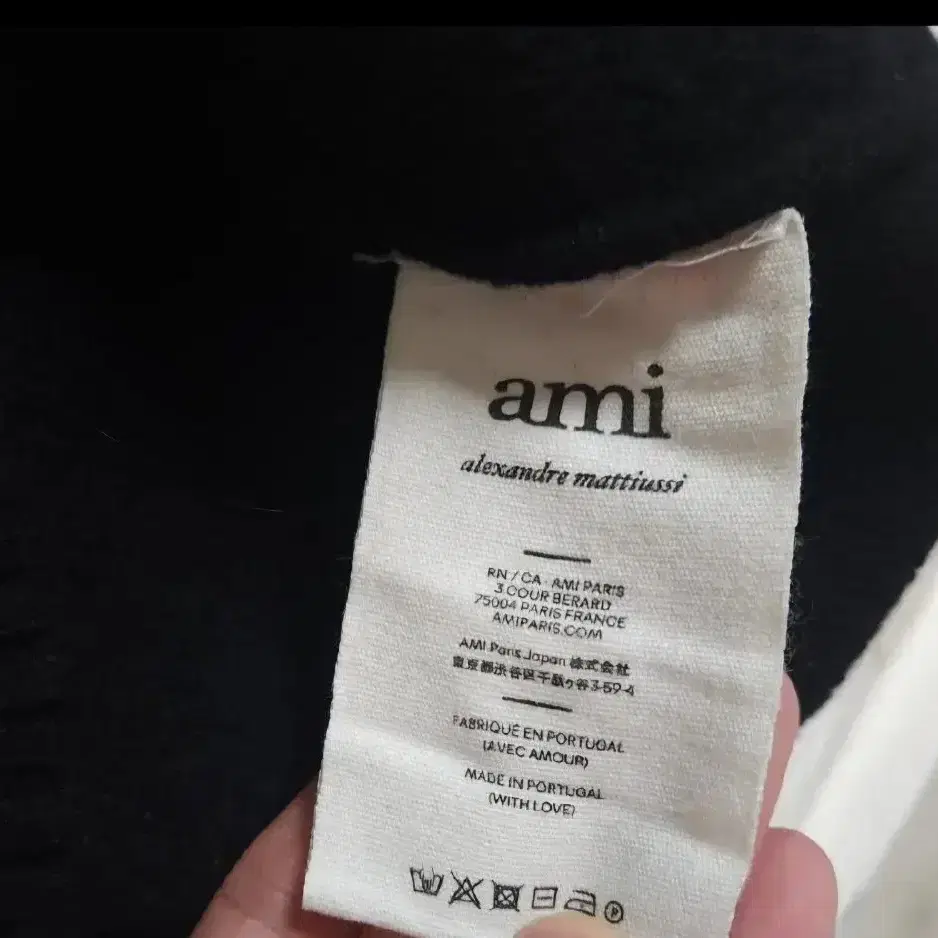 ami
alexandre mattiussi
RN / CA - AMI PARIS
3 COUR BERARD
75004 PARIS FRANCE
AMIPARIS.COM
AMI Paris Japan 株式会社
東京都渋谷区千駄ヶ谷3-59-4
FABRIQUÉ EN PORTUGAL
(AVEC AMOUR)
MADE IN PORTUGAL
(WITH LOVE)
P